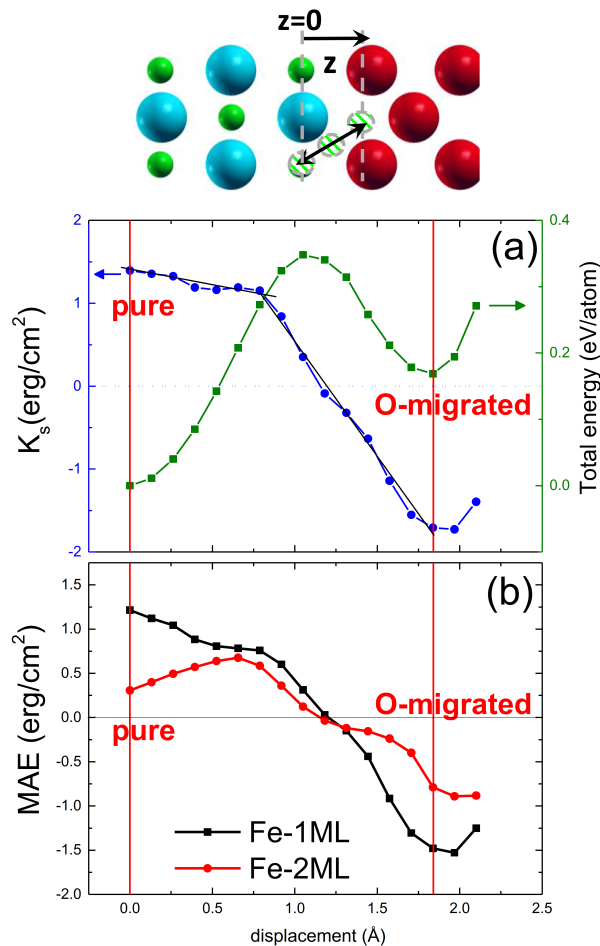 z=0
z
(a)
pure
O-migrated
2
1
0
-1
-2
K_s(erg/cm²)
0.4
0.2
0.0
Total energy (eV/atom)
(b)
pure
O-migrated
1.5
1.0
0.5
0.0
-0.5
-1.0
-1.5
-2.0
MAE (erg/cm²)
Fe-1ML
Fe-2ML
0.0 0.5 1.0 1.5 2.0 2.5
displacement (Å)